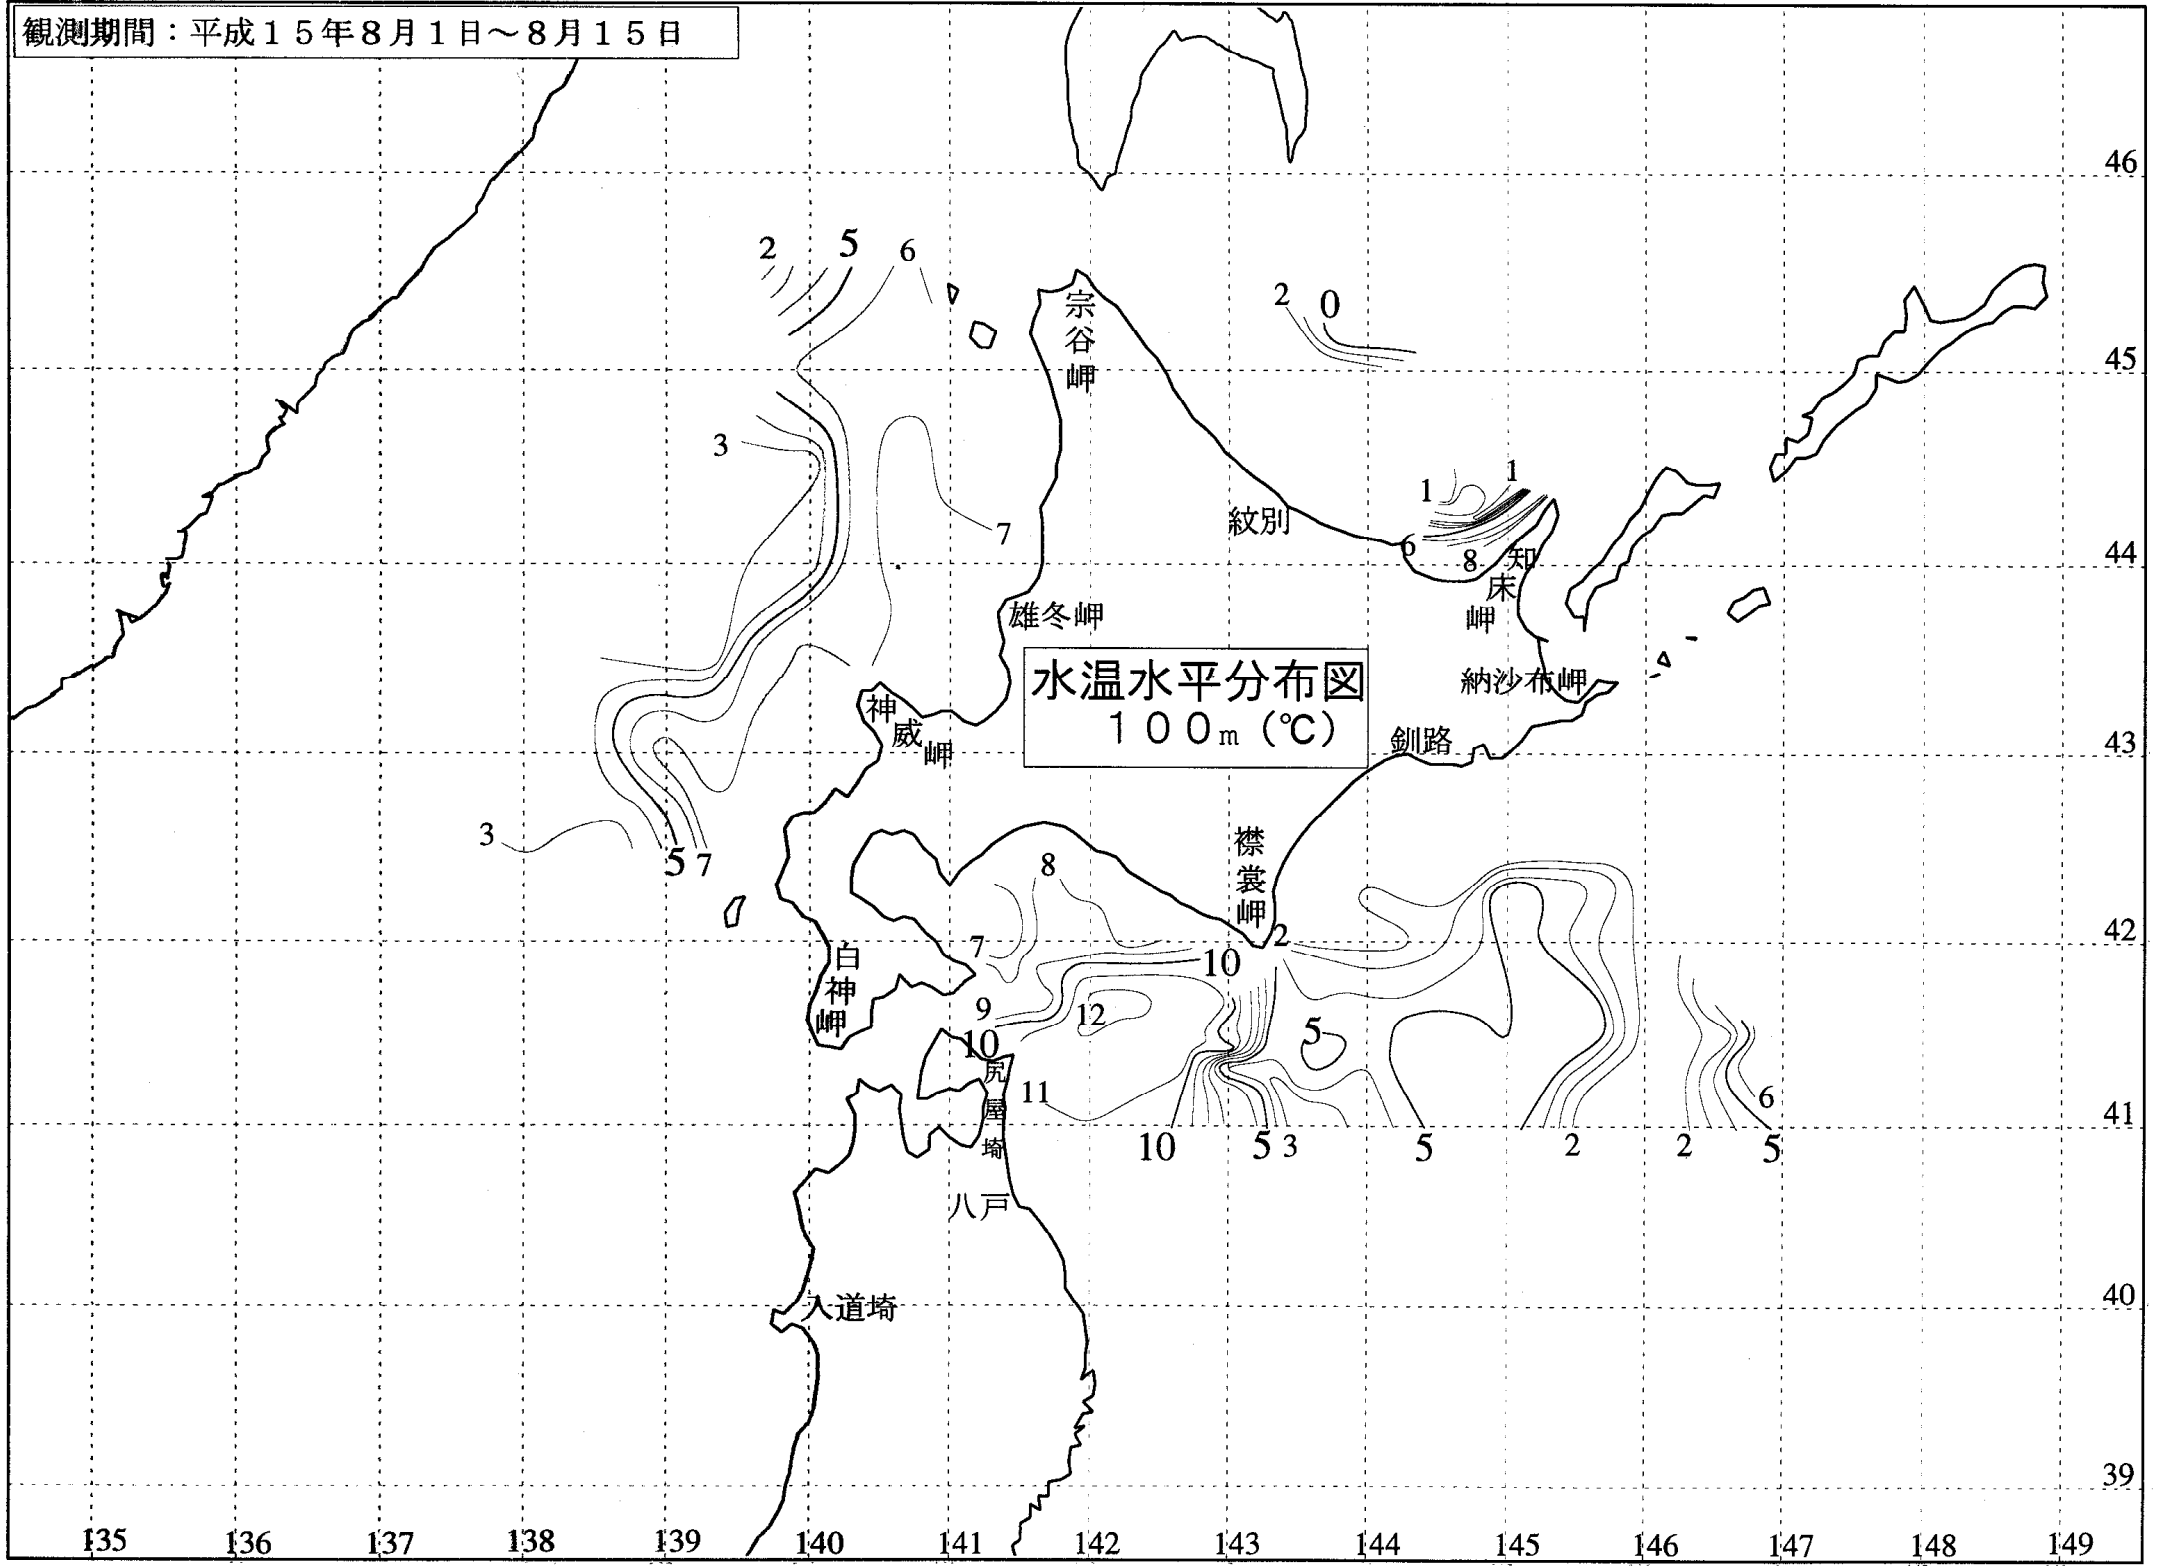 観測期間：平成１５年８月１日～８月１５日
46
2 5 6
2 0
宗谷岬
45
3
1 1
7
紋別
6
8
知床岬
44
雄冬岬
水温水平分布図
１００ｍ（℃）
納沙布岬
神威岬
釧路
43
3
5 7
8
襟裳岬
2
42
7
10
白神岬
9
12
10
5
尻屋埼
11
6
41
10 5 3 5 2 2 5
八戸
入道埼
40
39
135 136 137 138 139 140 141 142 143 144 145 146 147 148 149